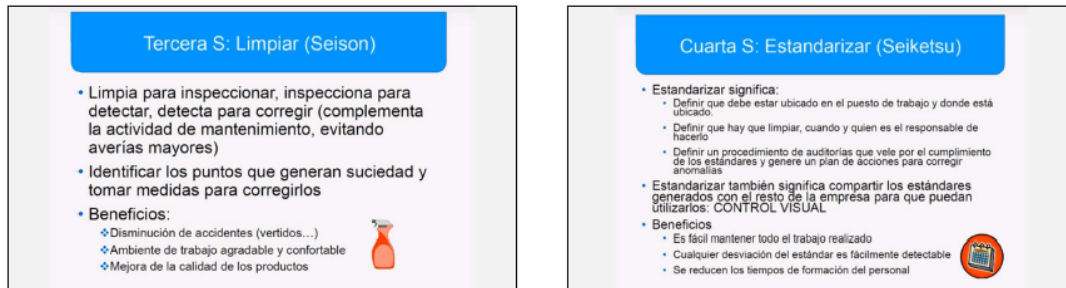 Tercera S: Limpiar (Seison)
• Limpia para inspeccionar, inspecciona para
detectar, detecta para corregir (complementa
la actividad de mantenimiento, evitando
averías mayores)
• Identificar los puntos que generan suciedad y
tomar medidas para corregirlos
• Beneficios:
❖Disminución de accidentes (vertidos...)
❖Ambiente de trabajo agradable y confortable
❖Mejora de la calidad de los productos
Cuarta S: Estandarizar (Seiketsu)
• Estandarizar significa:
• Definir que debe estar ubicado en el puesto de trabajo y donde está
ubicado.
• Definir que hay que limpiar, cuando y quien es el responsable de
hacerlo
• Definir un procedimiento de auditorías que vele por el cumplimiento
de los estándares y genere un plan de acciones para corregir
anomalías
• Estandarizar también significa compartir los estándares
generados con el resto de la empresa para que puedan
utilizarlos: CONTROL VISUAL
• Beneficios
• Es fácil mantener todo el trabajo realizado
• Cualquier desviación del estándar es fácilmente detectable
• Se reducen los tiempos de formación del personal